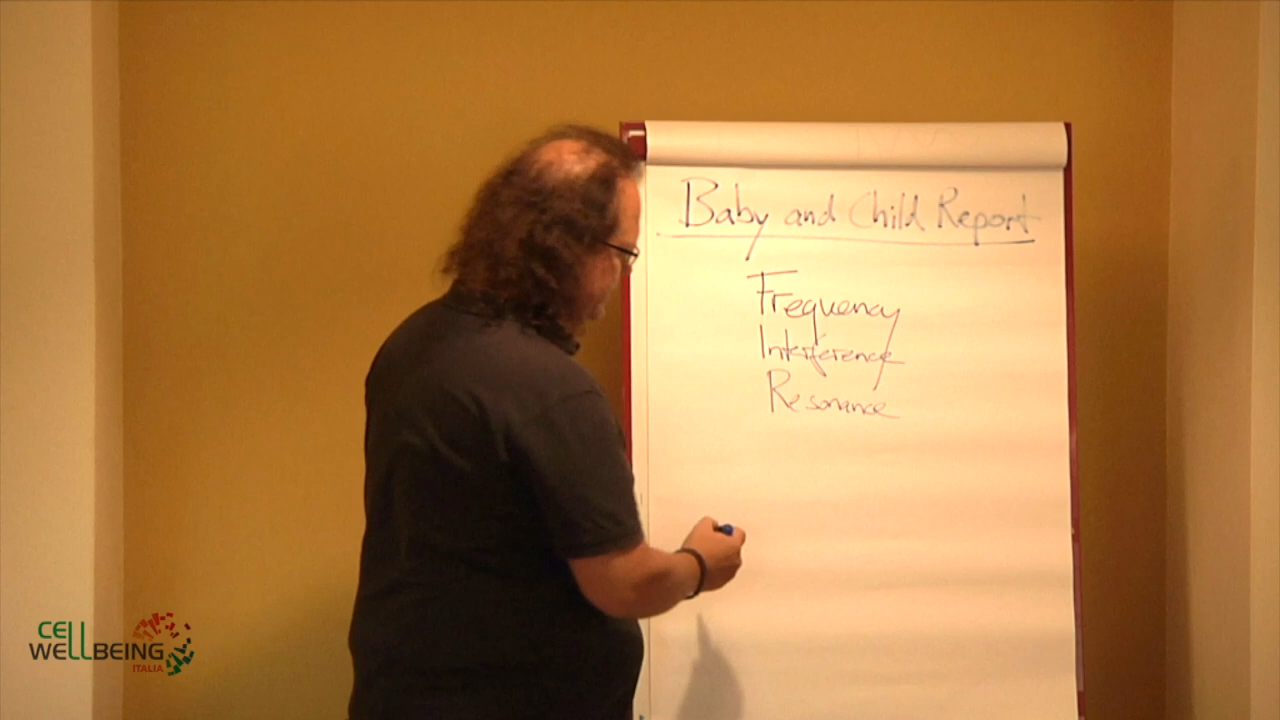 Baby and Child Report
Frequency
Interference
Resonance
CELL
WELLBEING
ITALIA